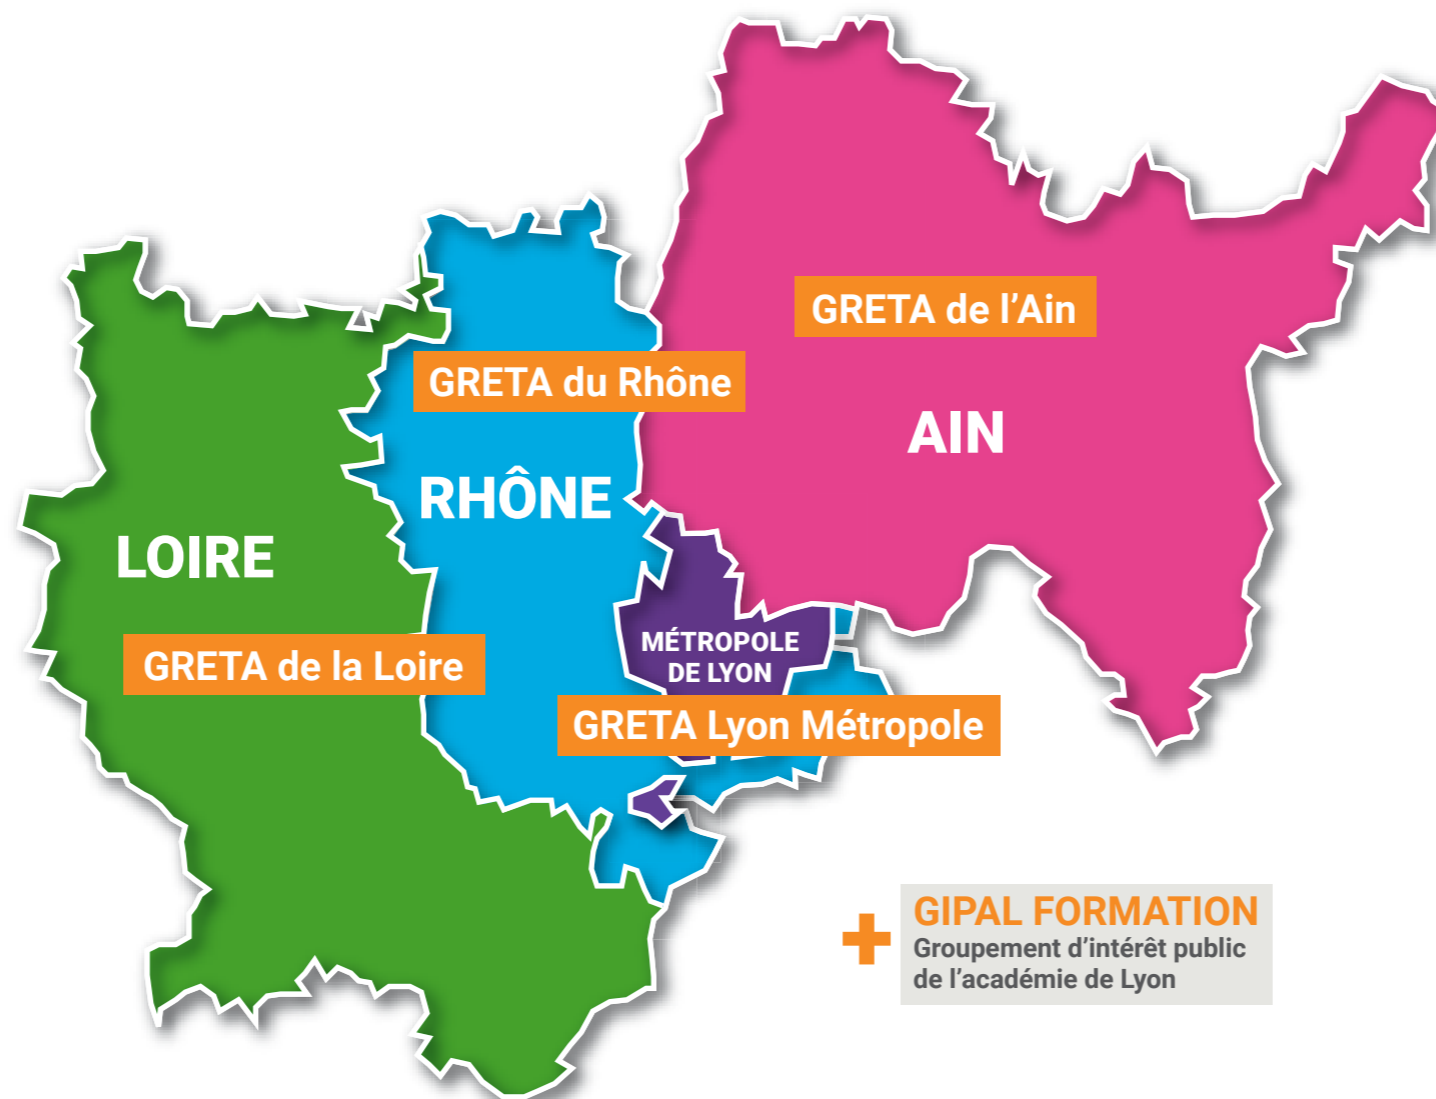 GRETA de l’Ain
GRETA du Rhône
AIN
RHÔNE
LOIRE
MÉTROPOLE
DE LYON
GRETA de la Loire
GRETA Lyon Métropole
GIPAL FORMATION
Groupement d’intérêt public
de l’académie de Lyon